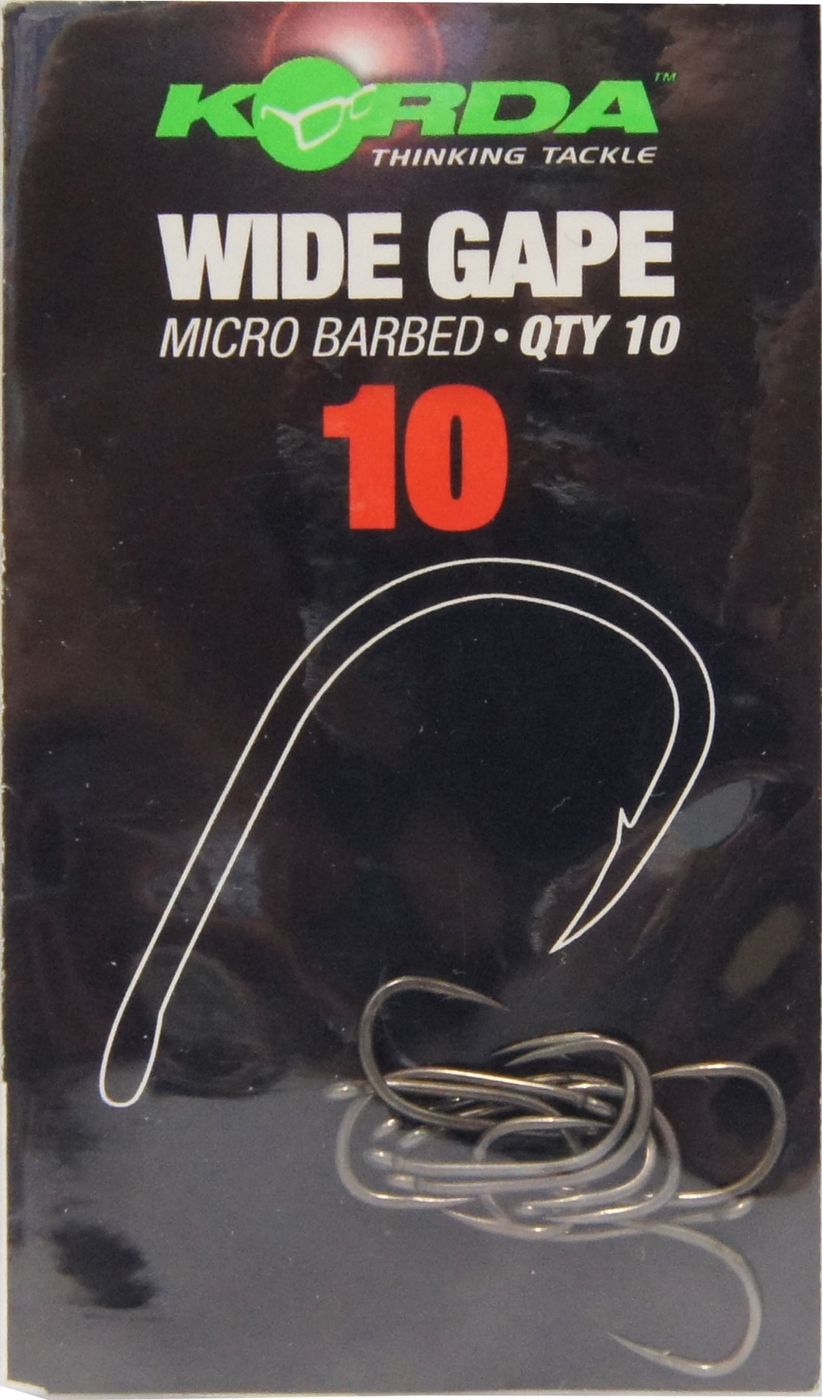 KORDA™
THINKING TACKLE
WIDE GAPE
MICRO BARBED • QTY 10
10